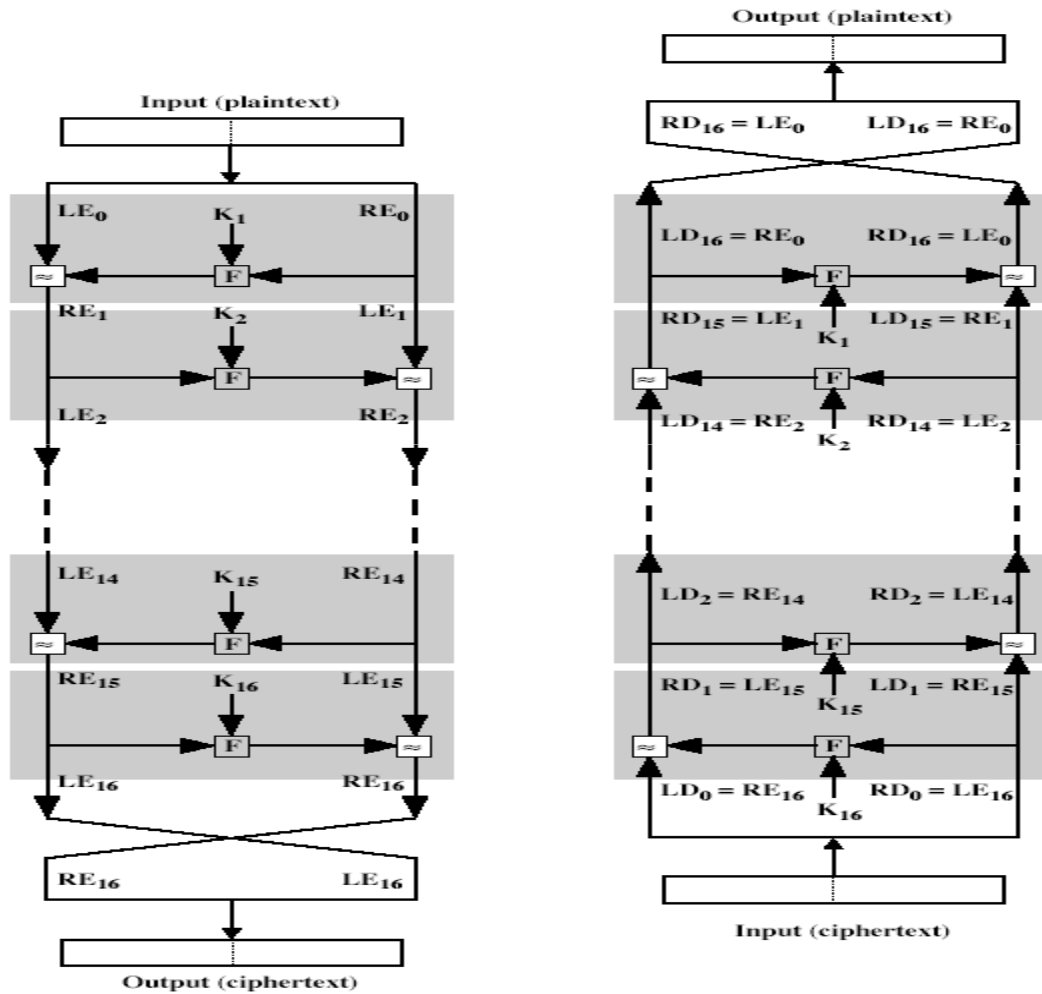 Input (plaintext)
LE₀ K₁ RE₀
≈ F
RE₁ K₂ LE₁
F ≈
LE₂ RE₂
LE₁₄ K₁₅ RE₁₄
≈ F
RE₁₅ K₁₆ LE₁₅
F ≈
LE₁₆ RE₁₆
RE₁₆ LE₁₆
Output (ciphertext)
Output (plaintext)
RD₁₆ = LE₀ LD₁₆ = RE₀
LD₁₆ = RE₀ RD₁₆ = LE₀
F ≈
RD₁₅ = LE₁ K₁ LD₁₅ = RE₁
≈ F
LD₁₄ = RE₂ K₂ RD₁₄ = LE₂
LD₂ = RE₁₄ RD₂ = LE₁₄
F ≈
RD₁ = LE₁₅ K₁₅ LD₁ = RE₁₅
≈ F
LD₀ = RE₁₆ K₁₆ RD₀ = LE₁₆
Input (ciphertext)